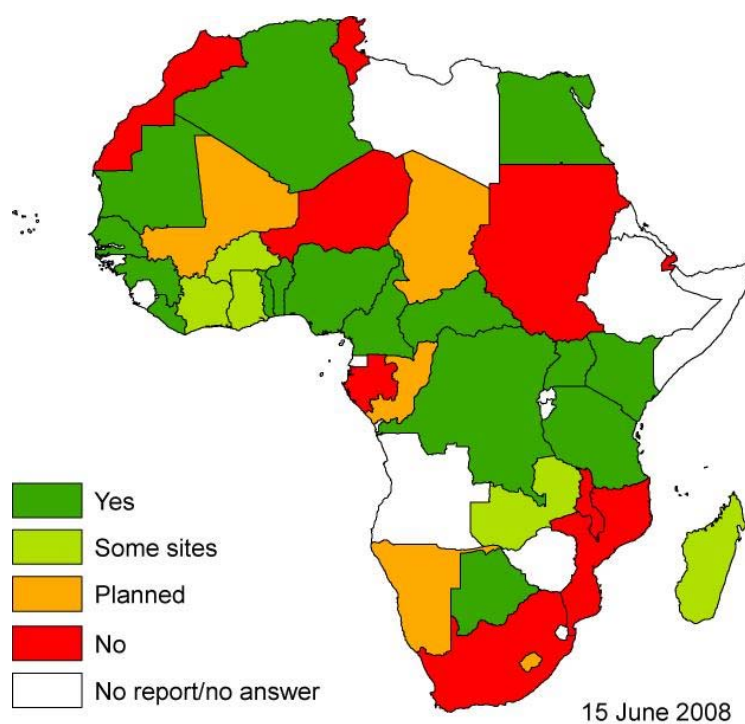 Yes
Some sites
Planned
No
No report/no answer
15 June 2008